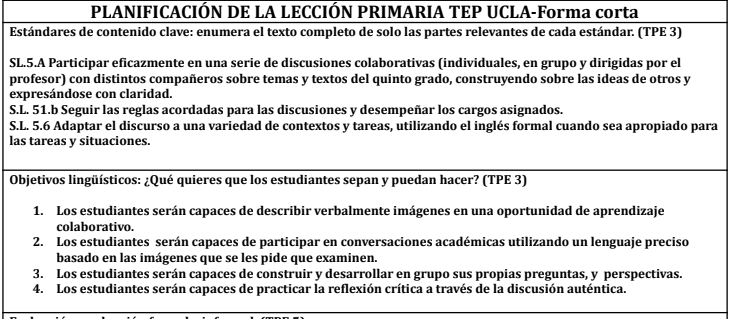 PLANIFICACIÓN DE LA LECCIÓN PRIMARIA TEP UCLA-Forma corta
Estándares de contenido clave: enumera el texto completo de solo las partes relevantes de cada estándar. (TPE 3)
SL.5.A Participar eficazmente en una serie de discusiones colaborativas (individuales, en grupo y dirigidas por el
profesor) con distintos compañeros sobre temas y textos del quinto grado, construyendo sobre las ideas de otros y
expresándose con claridad.
S.L. 51.b Seguir las reglas acordadas para las discusiones y desempeñar los cargos asignados.
S.L. 5.6 Adaptar el discurso a una variedad de contextos y tareas, utilizando el inglés formal cuando sea apropiado para
las tareas y situaciones.
Objetivos lingüísticos: ¿Qué quieres que los estudiantes sepan y puedan hacer? (TPE 3)
1. Los estudiantes serán capaces de describir verbalmente imágenes en una oportunidad de aprendizaje
colaborativo.
2. Los estudiantes serán capaces de participar en conversaciones académicas utilizando un lenguaje preciso
basado en las imágenes que se les pide que examinen.
3. Los estudiantes serán capaces de construir y desarrollar en grupo sus propias preguntas, y perspectivas.
4. Los estudiantes serán capaces de practicar la reflexión crítica a través de la discusión auténtica.